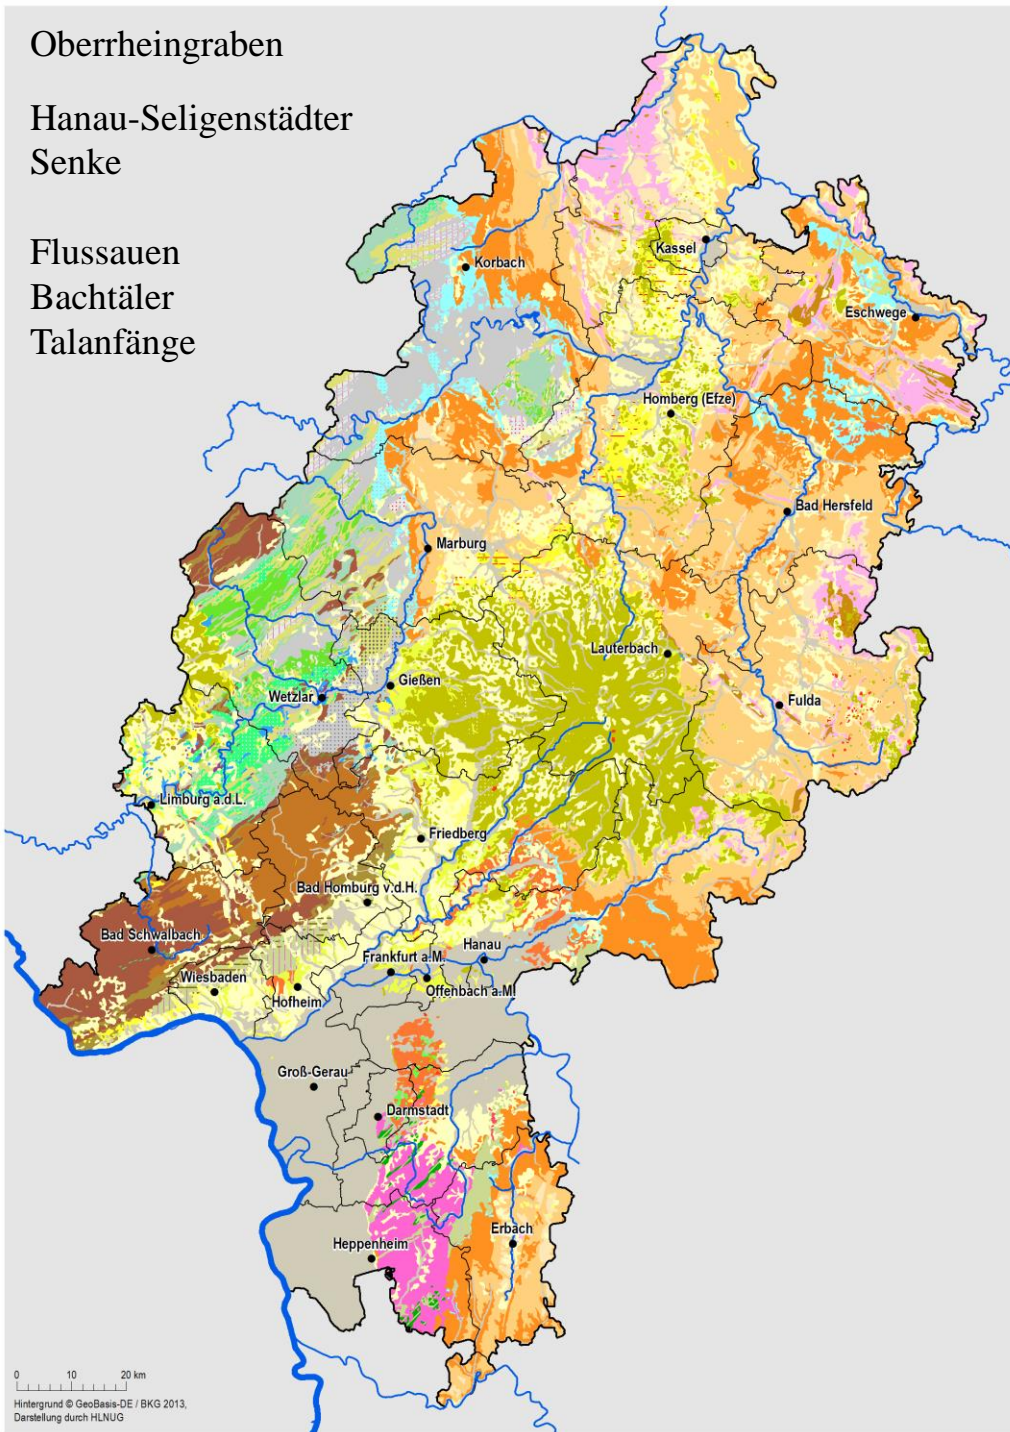 Oberrheingraben
Hanau-Seligenstädter
Senke
Flussauen
Bachtäler
Talanfänge
Kassel
Korbach
Eschwege
Homberg (Efze)
Bad Hersfeld
Marburg
Lauterbach
Gießen
Wetzlar
Fulda
Limburg a.d.L.
Friedberg
Bad Homburg v.d.H.
Bad Schwalbach
Hanau
Frankfurt a.M.
Wiesbaden
Hofheim
Offenbach a.M.
Groß-Gerau
Darmstadt
Erbach
Heppenheim
0 10 20 km
Hintergrund © GeoBasis-DE / BKG 2013,
Darstellung durch HLNUG